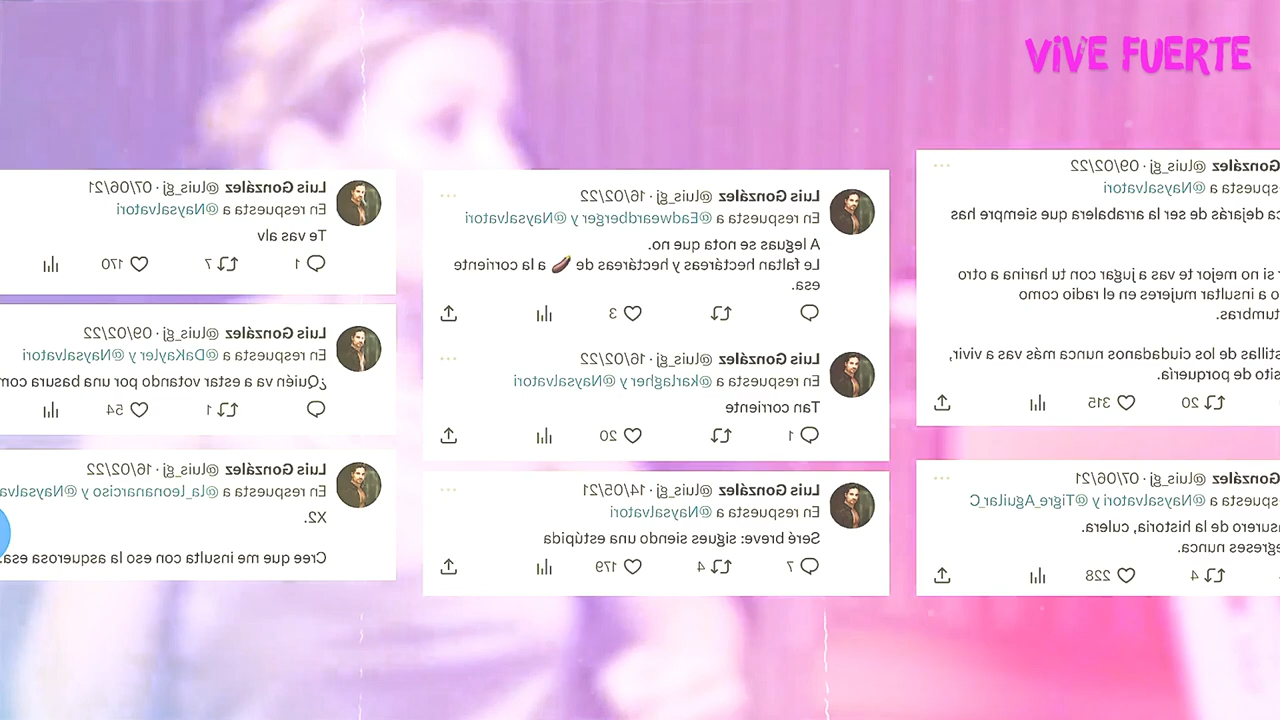 VIVE FUERTE
Luis González @luis_gj · 07/06/21
En respuesta a @Naysalvatori
Te vas alv
1 7 170
Luis González @luis_gj · 09/02/22
En respuesta a @DaKayler y @Naysalvatori
¿Quién va a estar votando por una basura com
1 54
Luis González @luis_gj · 16/02/22
En respuesta a @la_leonanarciso y @Naysalva
X2.
Cree que me insulta con eso la asquerosa esa.
Luis González @luis_gj · 16/02/22
En respuesta a @Eadweardberger y @Naysalvatori
A leguas se nota que no.
Le faltan hectáreas y hectáreas de 🍆 a la corriente
esa.
3
Luis González @luis_gj · 16/02/22
En respuesta a @karlagher y @Naysalvatori
Tan corriente
1 20
Luis González @luis_gj · 14/05/21
En respuesta a @Naysalvatori
Seré breve: sigues siendo una estúpida
7 4 179
González @luis_gj · 09/02/22
spuesta a @Naysalvatori
ca dejarás de ser la arrabalera que siempre has
r si no mejor te vas a jugar con tu harina a otro
o a insultar mujeres en el radio como
tumbras.
stillas de los ciudadanos nunca más vas a vivir,
sito de porquería.
20 315
González @luis_gj · 07/06/21
spuesta a @Naysalvatori y @Tigre_Aguilar_C
surero de la historia, culera.
egreses nunca.
4 228